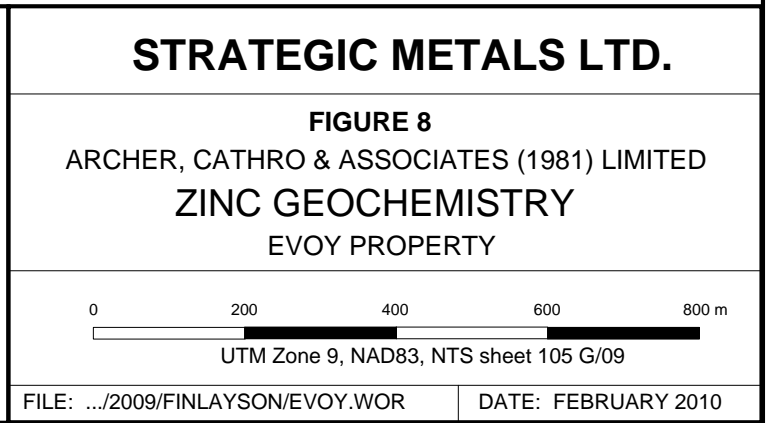 STRATEGIC METALS LTD.
FIGURE 8
ARCHER, CATHRO & ASSOCIATES (1981) LIMITED
ZINC GEOCHEMISTRY
EVOY PROPERTY
0 200 400 600 800 m
UTM Zone 9, NAD83, NTS sheet 105 G/09
FILE: .../2009/FINLAYSON/EVOY.WOR DATE: FEBRUARY 2010